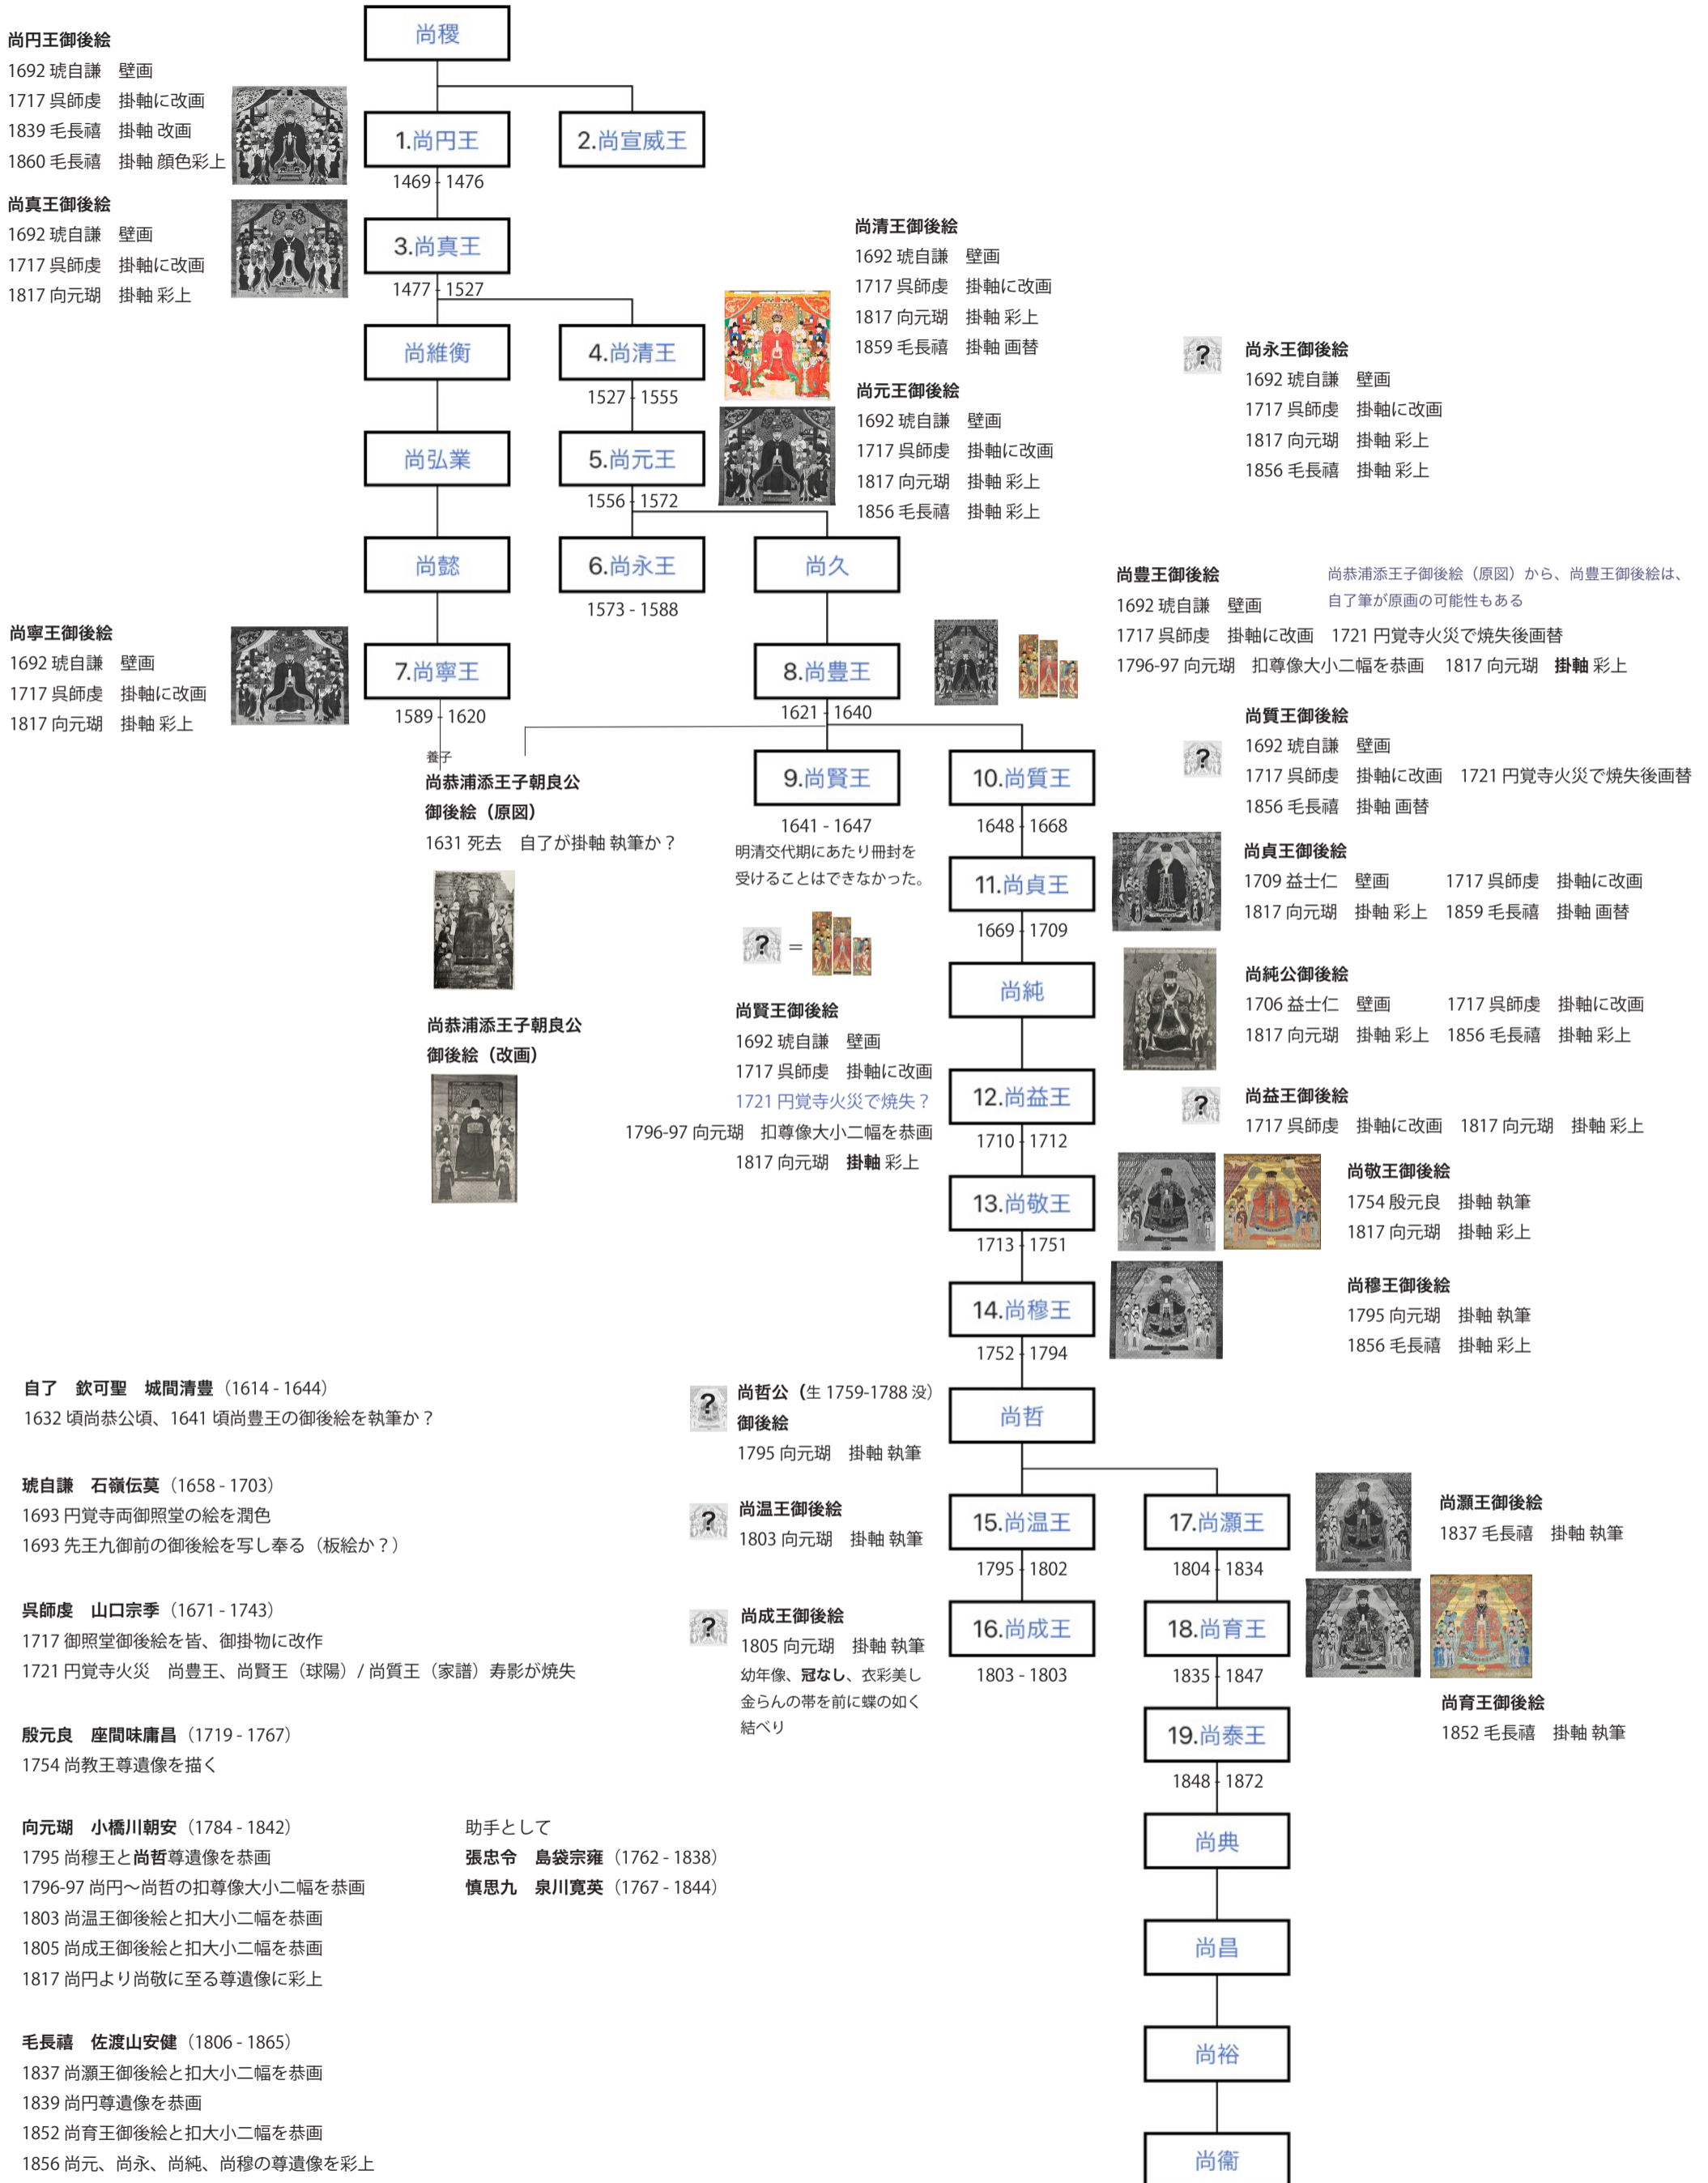 尚稷
尚円王御後絵
1692 琥自謙　壁画
1717 呉師虔　掛軸に改画
1839 毛長禧　掛軸 改画
1860 毛長禧　掛軸 顔色彩上
1.尚円王
1469 - 1476
2.尚宣威王
尚真王御後絵
1692 琥自謙　壁画
1717 呉師虔　掛軸に改画
1817 向元瑚　掛軸 彩上
3.尚真王
1477 - 1527
尚維衡
4.尚清王
1527 - 1555
尚清王御後絵
1692 琥自謙　壁画
1717 呉師虔　掛軸に改画
1817 向元瑚　掛軸 彩上
1859 毛長禧　掛軸 画替
尚弘業
5.尚元王
1556 - 1572
尚元王御後絵
1692 琥自謙　壁画
1717 呉師虔　掛軸に改画
1817 向元瑚　掛軸 彩上
1856 毛長禧　掛軸 彩上
?
尚永王御後絵
1692 琥自謙　壁画
1717 呉師虔　掛軸に改画
1817 向元瑚　掛軸 彩上
1856 毛長禧　掛軸 彩上
尚懿
6.尚永王
1573 - 1588
尚久
尚寧王御後絵
1692 琥自謙　壁画
1717 呉師虔　掛軸に改画
1817 向元瑚　掛軸 彩上
7.尚寧王
1589 - 1620
8.尚豊王
1621 - 1640
尚豊王御後絵
尚恭浦添王子御後絵（原図）から、尚豊王御後絵は、
自了筆が原画の可能性もある
1692 琥自謙　壁画
1717 呉師虔　掛軸に改画　1721 円覚寺火災で焼失後画替
1796-97 向元瑚　扣尊像大小二幅を恭画　1817 向元瑚　掛軸 彩上
養子
尚恭浦添王子朝良公
御後絵（原図）
1631 死去　自了が掛軸 執筆か？
尚恭浦添王子朝良公
御後絵（改画）
9.尚賢王
1641 - 1647
明清交代期にあたり冊封を
受けることはできなかった。
? =
尚賢王御後絵
1692 琥自謙　壁画
1717 呉師虔　掛軸に改画
1721 円覚寺火災で焼失？
1796-97 向元瑚　扣尊像大小二幅を恭画
1817 向元瑚　掛軸 彩上
10.尚質王
1648 - 1668
?
尚質王御後絵
1692 琥自謙　壁画
1717 呉師虔　掛軸に改画　1721 円覚寺火災で焼失後画替
1856 毛長禧　掛軸 画替
11.尚貞王
1669 - 1709
尚貞王御後絵
1709 益士仁　壁画　1717 呉師虔　掛軸に改画
1817 向元瑚　掛軸 彩上　1859 毛長禧　掛軸 画替
尚純
尚純公御後絵
1706 益士仁　壁画　1717 呉師虔　掛軸に改画
1817 向元瑚　掛軸 彩上　1856 毛長禧　掛軸 彩上
12.尚益王
1710 - 1712
?
尚益王御後絵
1717 呉師虔　掛軸に改画　1817 向元瑚　掛軸 彩上
13.尚敬王
1713 - 1751
尚敬王御後絵
1754 殷元良　掛軸 執筆
1817 向元瑚　掛軸 彩上
14.尚穆王
1752 - 1794
尚穆王御後絵
1795 向元瑚　掛軸 執筆
1856 毛長禧　掛軸 彩上
?
尚哲公（生 1759-1788 没）
御後絵
1795 向元瑚　掛軸 執筆
尚哲
?
尚温王御後絵
1803 向元瑚　掛軸 執筆
15.尚温王
1795 - 1802
17.尚灝王
1804 - 1834
尚灝王御後絵
1837 毛長禧　掛軸 執筆
?
尚成王御後絵
1805 向元瑚　掛軸 執筆
幼年像、冠なし、衣彩美し
金らんの帯を前に蝶の如く
結べり
16.尚成王
1803 - 1803
18.尚育王
1835 - 1847
尚育王御後絵
1852 毛長禧　掛軸 執筆
19.尚泰王
1848 - 1872
尚典
尚昌
尚裕
尚衞
自了　欽可聖　城間清豊（1614 - 1644）
1632 頃尚恭公頃、1641 頃尚豊王の御後絵を執筆か？
琥自謙　石嶺伝莫（1658 - 1703）
1693 円覚寺両御照堂の絵を潤色
1693 先王九御前の御後絵を写し奉る（板絵か？）
呉師虔　山口宗季（1671 - 1743）
1717 御照堂御後絵を皆、御掛物に改作
1721 円覚寺火災　尚豊王、尚賢王（球陽）/ 尚質王（家譜）寿影が焼失
殷元良　座間味庸昌（1719 - 1767）
1754 尚教王尊遺像を描く
向元瑚　小橋川朝安（1784 - 1842）
1795 尚穆王と尚哲尊遺像を恭画
1796-97 尚円～尚哲の扣尊像大小二幅を恭画
1803 尚温王御後絵と扣大小二幅を恭画
1805 尚成王御後絵と扣大小二幅を恭画
1817 尚円より尚敬に至る尊遺像に彩上
助手として
張忠令　島袋宗雍（1762 - 1838）
慎思九　泉川寛英（1767 - 1844）
毛長禧　佐渡山安健（1806 - 1865）
1837 尚灝王御後絵と扣大小二幅を恭画
1839 尚円尊遺像を恭画
1852 尚育王御後絵と扣大小二幅を恭画
1856 尚元、尚永、尚純、尚穆の尊遺像を彩上